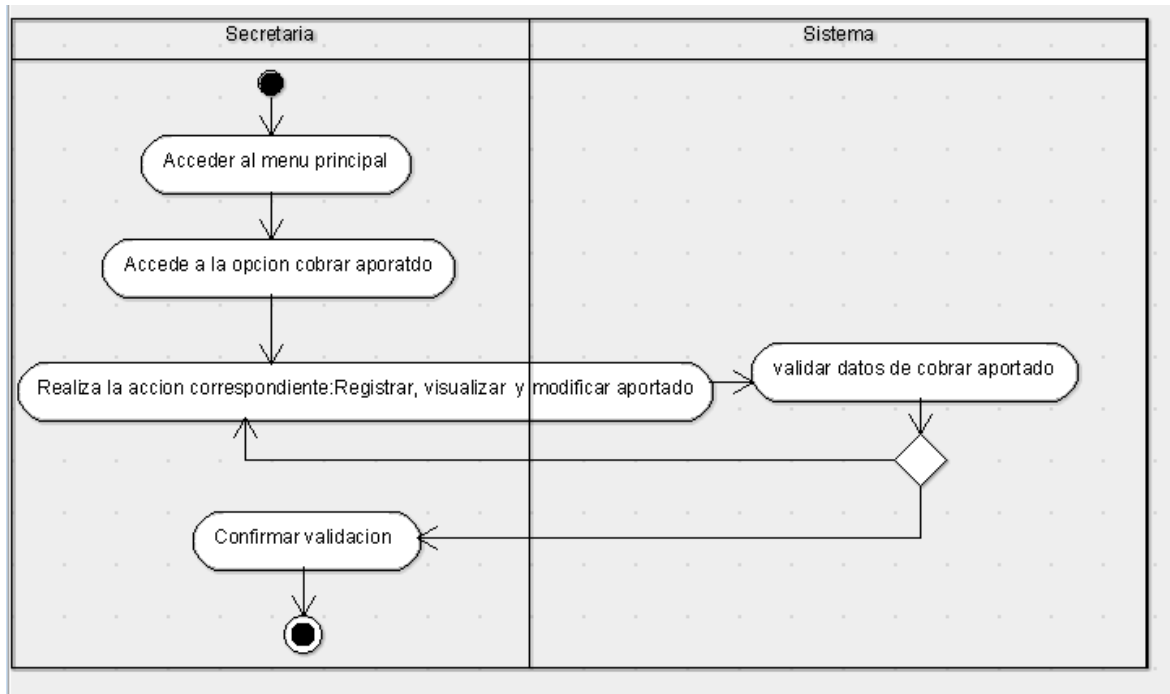 Secretaria
Sistema
Acceder al menu principal
Accede a la opcion cobrar aporatdo
Realiza la accion correspondiente:Registrar, visualizar y modificar aportado
validar datos de cobrar aportado
Confirmar validacion